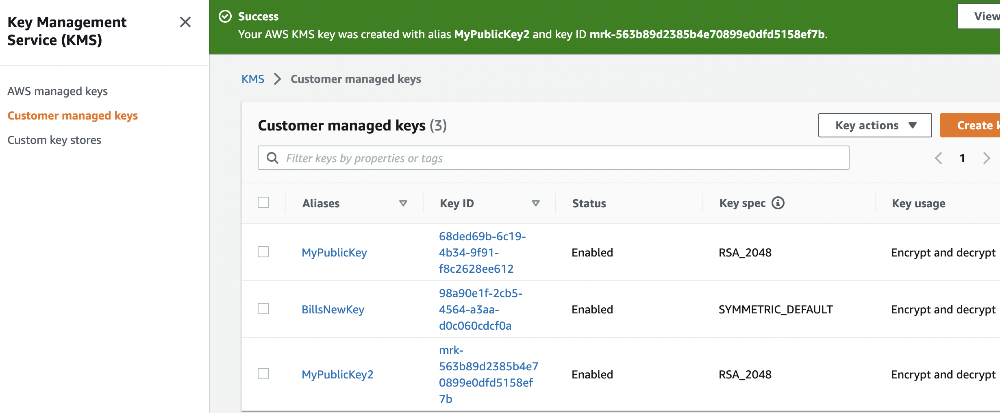 Key Management
Service (KMS)
AWS managed keys
Customer managed keys
Custom key stores
Success
Your AWS KMS key was created with alias MyPublicKey2 and key ID mrk-563b89d2385b4e70899e0dfd5158ef7b.
View
KMS > Customer managed keys
Customer managed keys (3)
Key actions
Create k
Filter keys by properties or tags
1
Aliases Key ID Status Key spec Key usage
68ded69b-6c19-
MyPublicKey 4b34-9f91- Enabled RSA_2048 Encrypt and decrypt
f8c2628ee612
98a90e1f-2cb5-
BillsNewKey 4564-a3aa- Enabled SYMMETRIC_DEFAULT Encrypt and decrypt
d0c060cdcf0a
mrk-
563b89d2385b4e7
MyPublicKey2 0899e0dfd5158ef Enabled RSA_2048 Encrypt and decrypt
7b